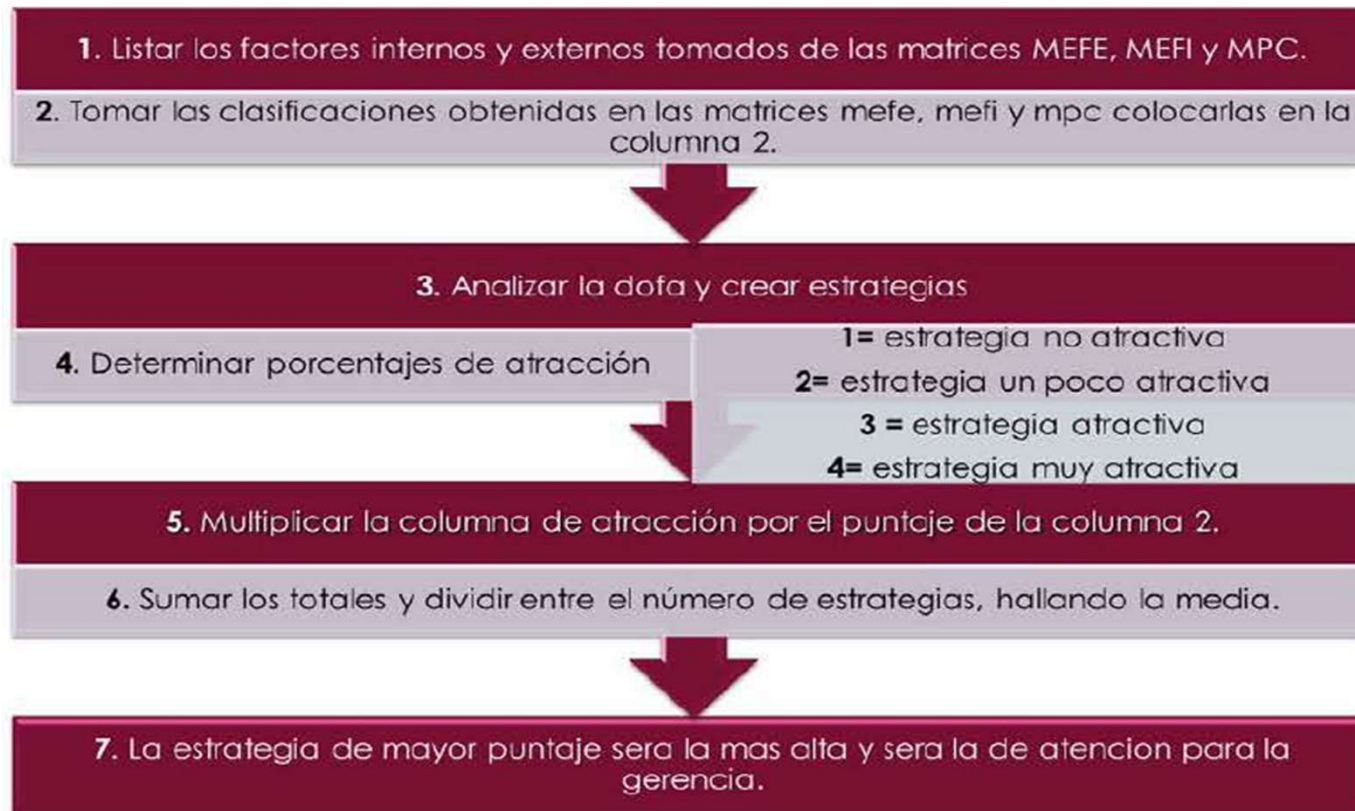 1. Listar los factores internos y externos tomados de las matrices MEFE, MEFI y MPC.
2. Tomar las clasificaciones obtenidas en las matrices mefe, mefi y mpc colocarlas en la
columna 2.
3. Analizar la dofa y crear estrategias
4. Determinar porcentajes de atracción
1= estrategia no atractiva
2= estrategia un poco atractiva
3 = estrategia atractiva
4= estrategia muy atractiva
5. Multiplicar la columna de atracción por el puntaje de la columna 2.
6. Sumar los totales y dividir entre el número de estrategias, hallando la media.
7. La estrategia de mayor puntaje sera la mas alta y sera la de atencion para la
gerencia.